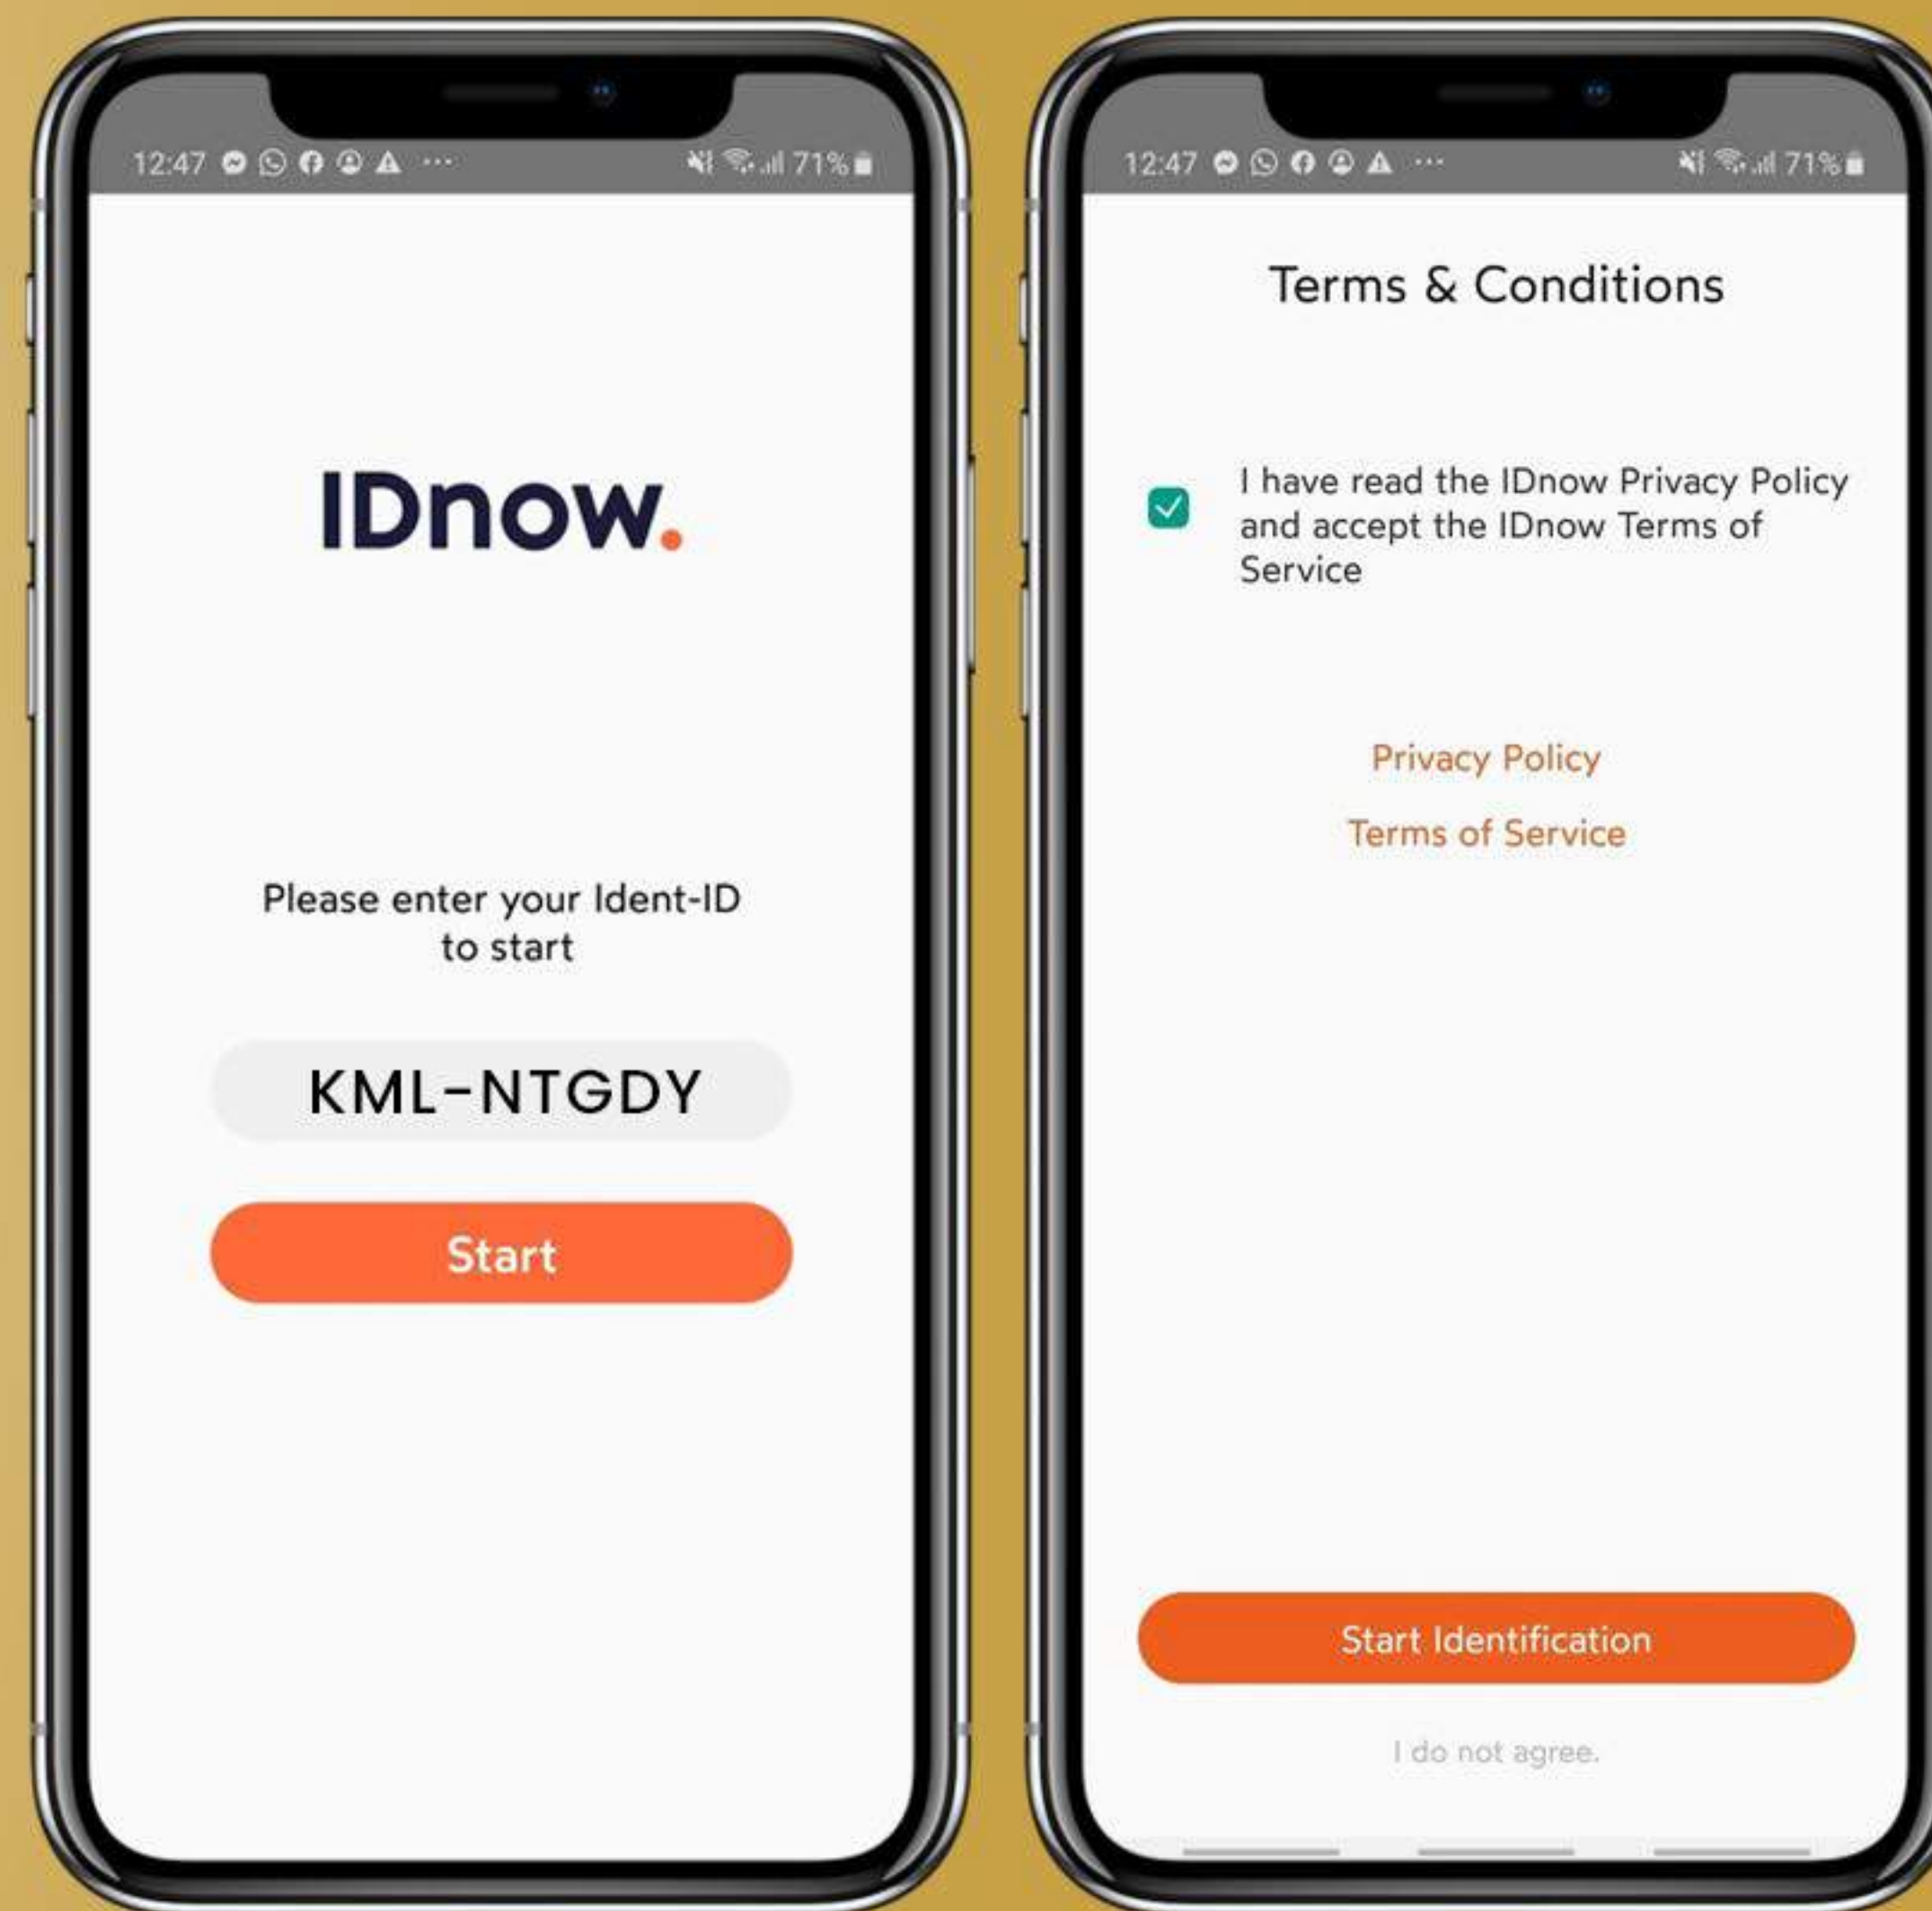 12:47 71%
IDnow.
Please enter your Ident-ID
to start
KML-NTGDY
Start
12:47 71%
Terms & Conditions
I have read the IDnow Privacy Policy
and accept the IDnow Terms of
Service
Privacy Policy
Terms of Service
Start Identification
I do not agree.